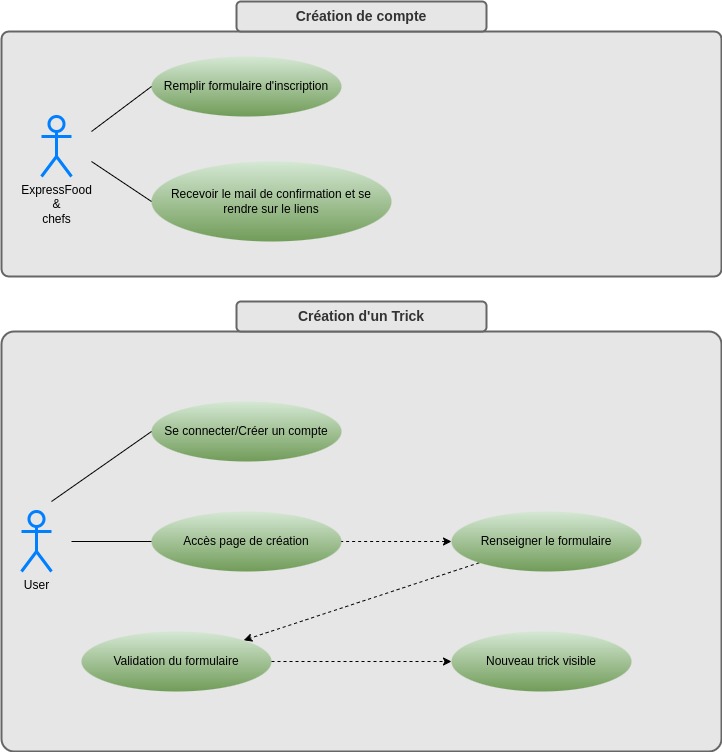 Création de compte
Remplir formulaire d'inscription
ExpressFood
&
chefs
Recevoir le mail de confirmation et se
rendre sur le liens
Création d'un Trick
Se connecter/Créer un compte
User
Accès page de création
Renseigner le formulaire
Validation du formulaire
Nouveau trick visible